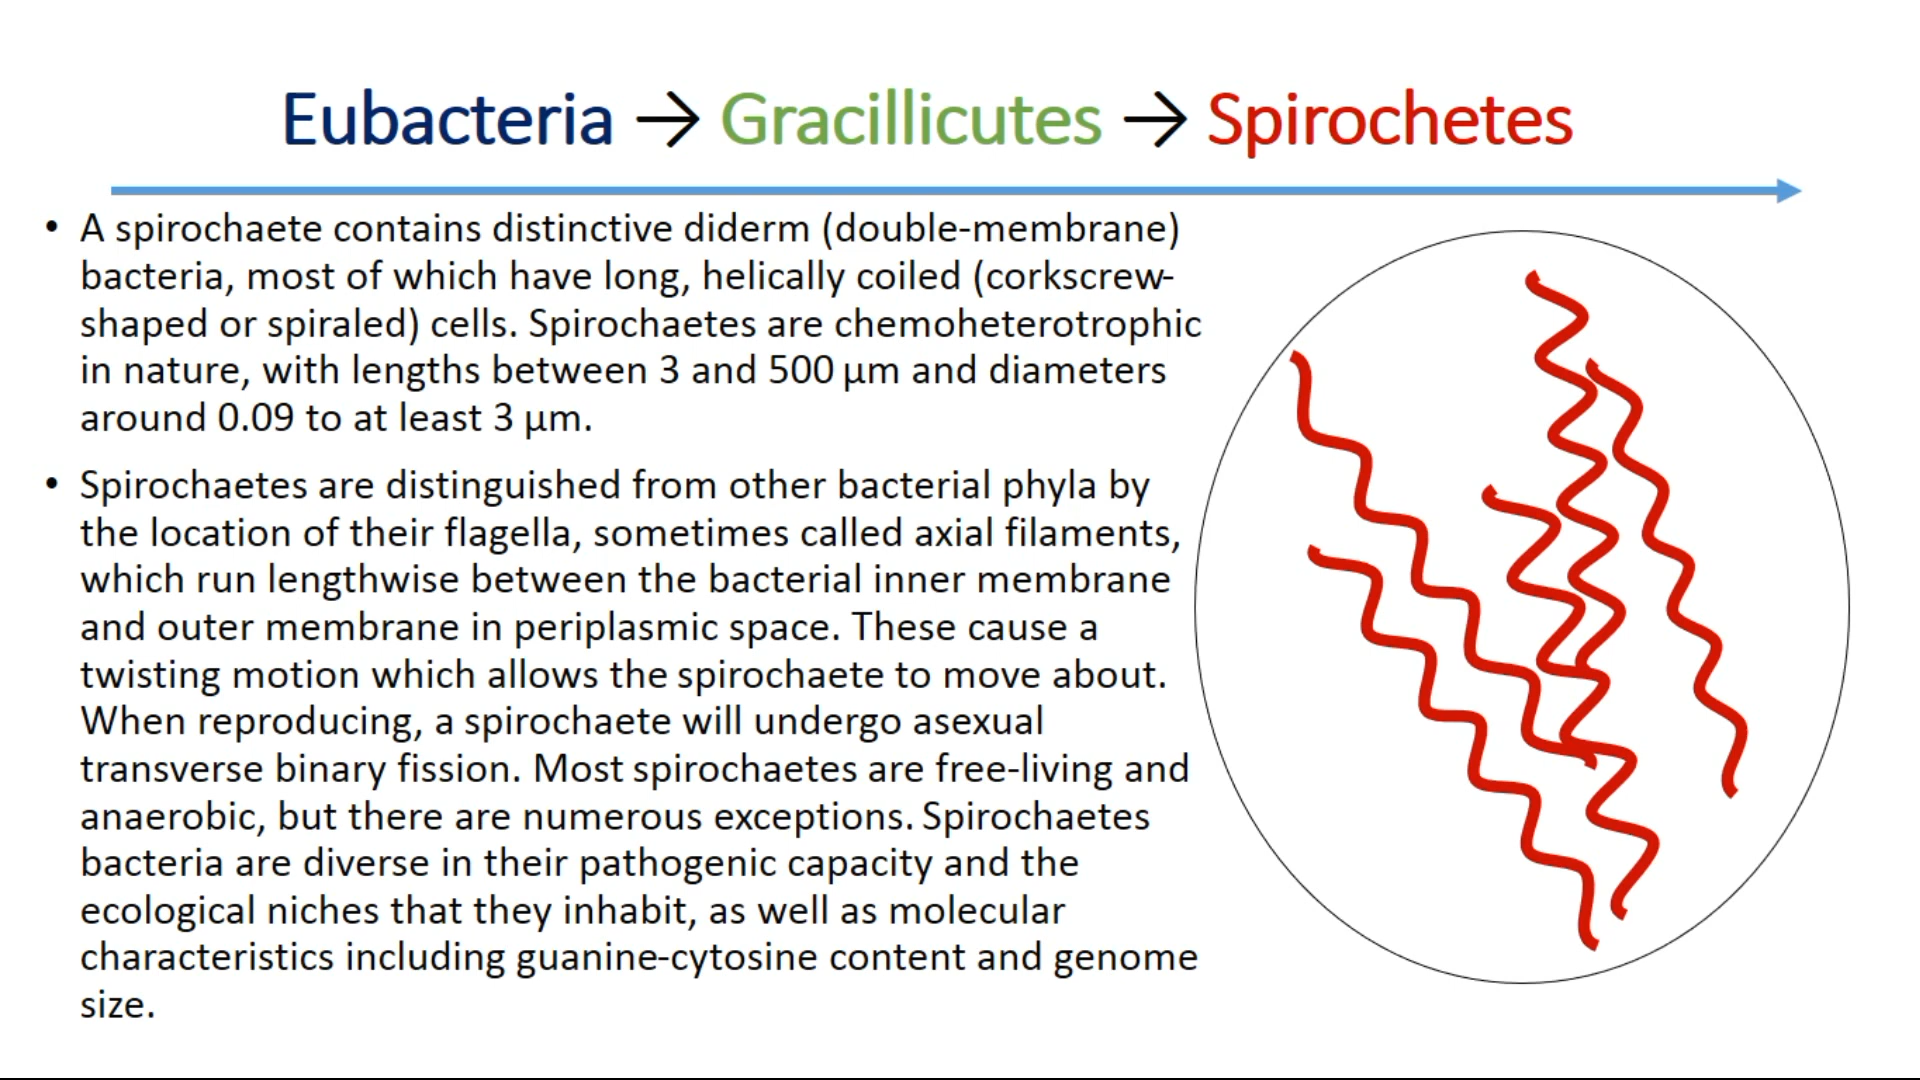 Eubacteria → Gracillicutes → Spirochetes
• A spirochaete contains distinctive diderm (double-membrane)
bacteria, most of which have long, helically coiled (corkscrew-
shaped or spiraled) cells. Spirochaetes are chemoheterotrophic
in nature, with lengths between 3 and 500 μm and diameters
around 0.09 to at least 3 μm.
• Spirochaetes are distinguished from other bacterial phyla by
the location of their flagella, sometimes called axial filaments,
which run lengthwise between the bacterial inner membrane
and outer membrane in periplasmic space. These cause a
twisting motion which allows the spirochaete to move about.
When reproducing, a spirochaete will undergo asexual
transverse binary fission. Most spirochaetes are free-living and
anaerobic, but there are numerous exceptions. Spirochaetes
bacteria are diverse in their pathogenic capacity and the
ecological niches that they inhabit, as well as molecular
characteristics including guanine-cytosine content and genome
size.